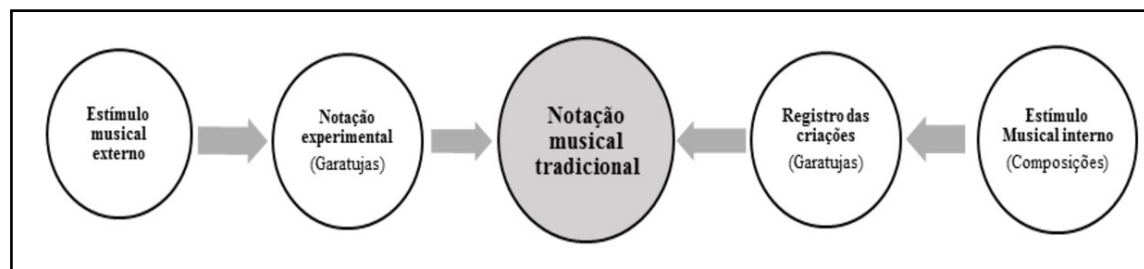 Estímulo
musical
externo
Notação
experimental
(Garatujas)
Notação
musical
tradicional
Registro das
criações
(Garatujas)
Estímulo
Musical interno
(Composições)